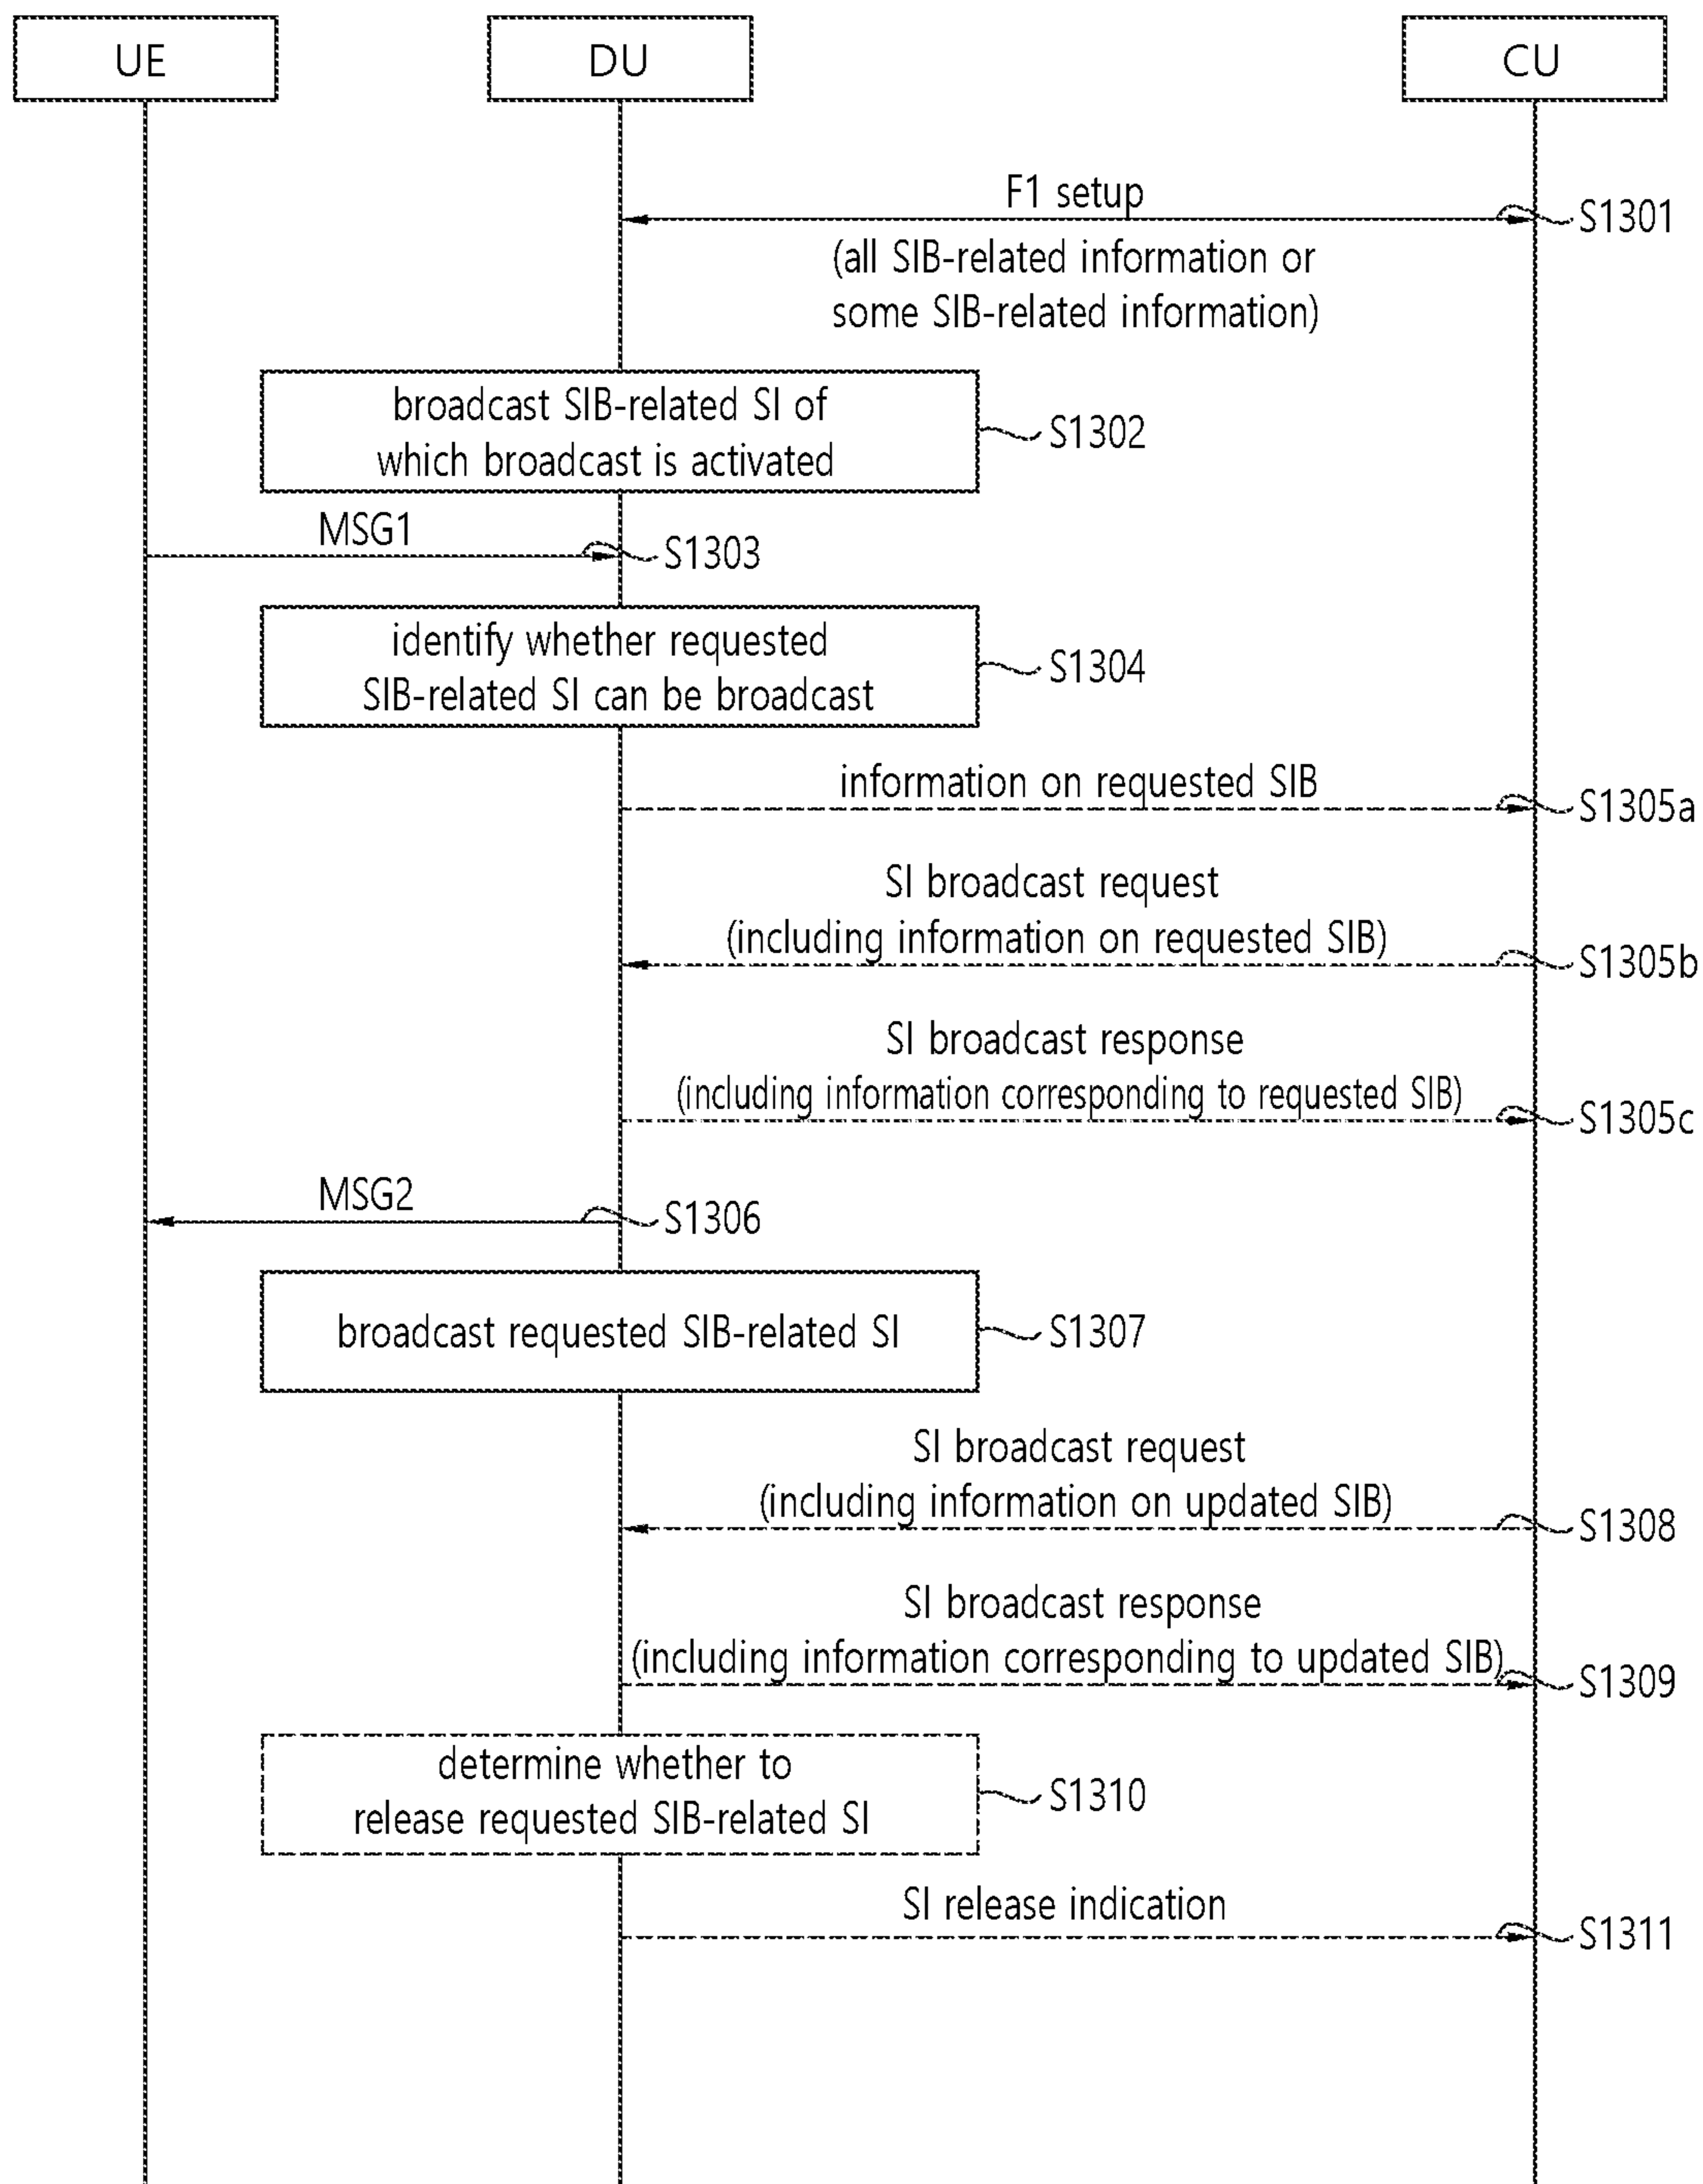 UE
DU
CU
F1 setup
S1301
(all SIB-related information or
some SIB-related information)
broadcast SIB-related SI of
which broadcast is activated
S1302
MSG1
S1303
identify whether requested
SIB-related SI can be broadcast
S1304
information on requested SIB
S1305a
SI broadcast request
(including information on requested SIB)
S1305b
SI broadcast response
(including information corresponding to requested SIB)
S1305c
MSG2
S1306
broadcast requested SIB-related SI
S1307
SI broadcast request
(including information on updated SIB)
S1308
SI broadcast response
(including information corresponding to updated SIB)
S1309
determine whether to
release requested SIB-related SI
S1310
SI release indication
S1311